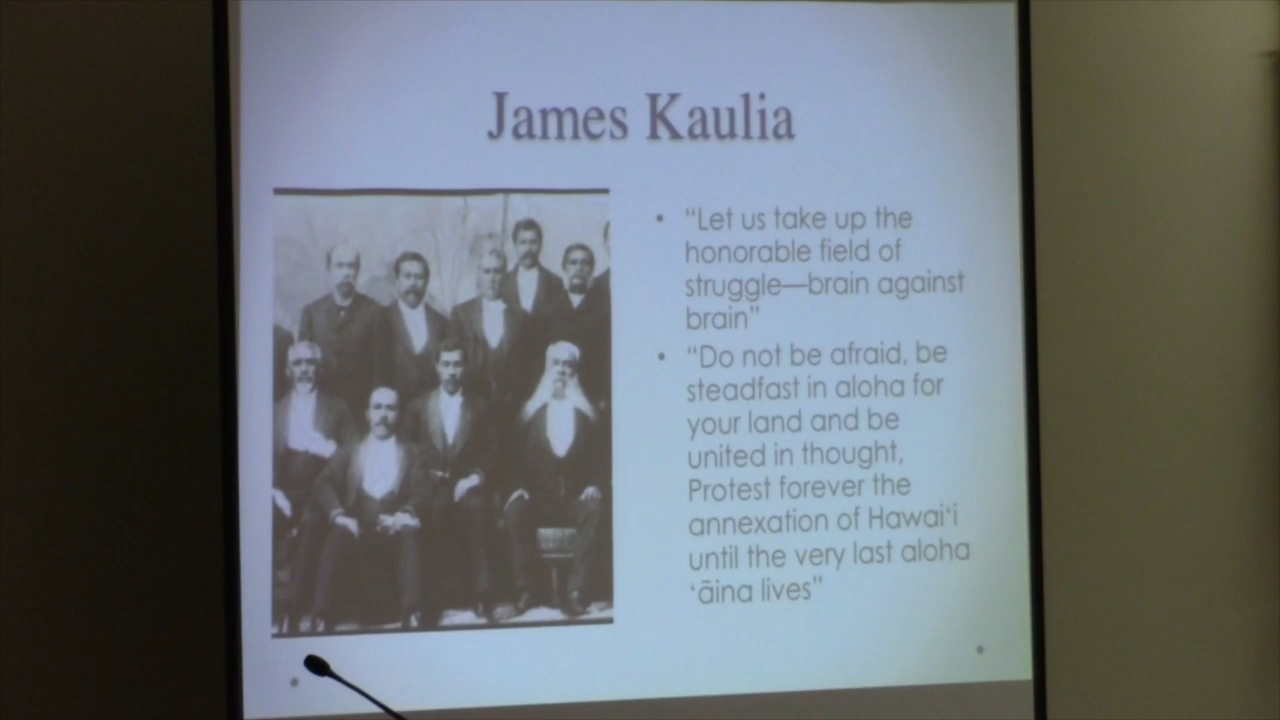 James Kaulia
• “Let us take up the
honorable field of
struggle—brain against
brain”
• “Do not be afraid, be
steadfast in aloha for
your land and be
united in thought,
Protest forever the
annexation of Hawaiʻi
until the very last aloha
ʻāina lives”